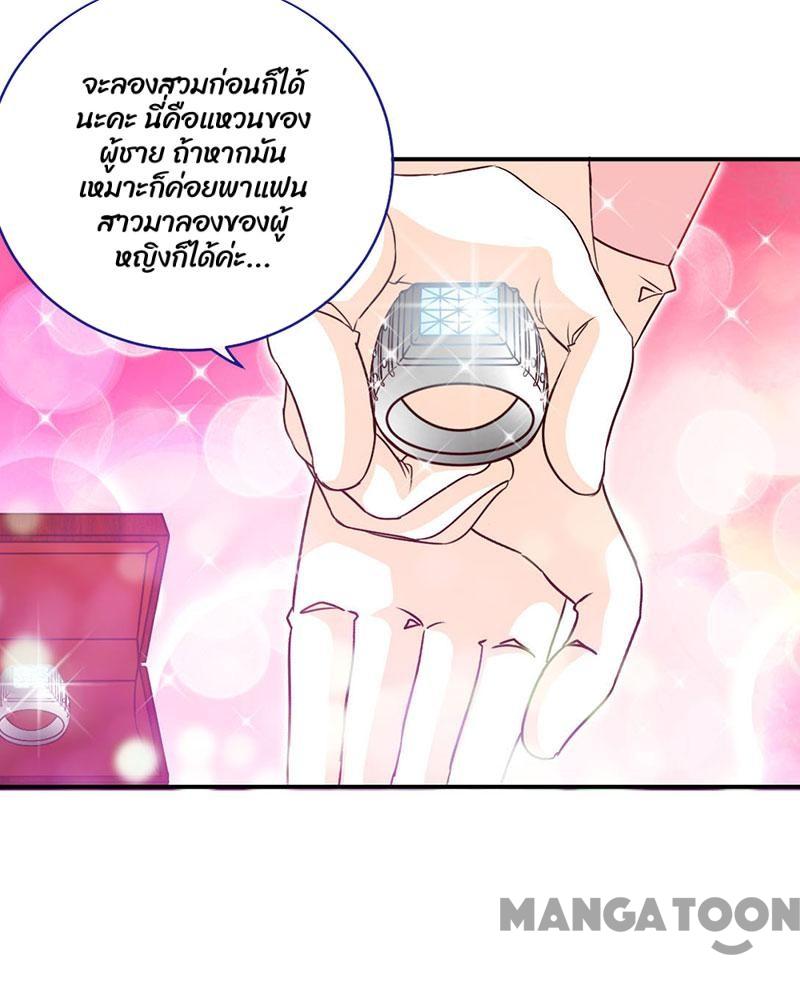 จะลองสวมก่อนก็ได้
นะคะ นี่คือแหวนของ
ผู้ชาย ถ้าหากมัน
เหมาะก็ค่อยพาแฟน
สาวมาลองของผู้
หญิงก็ได้ค่ะ...
MANGATOON